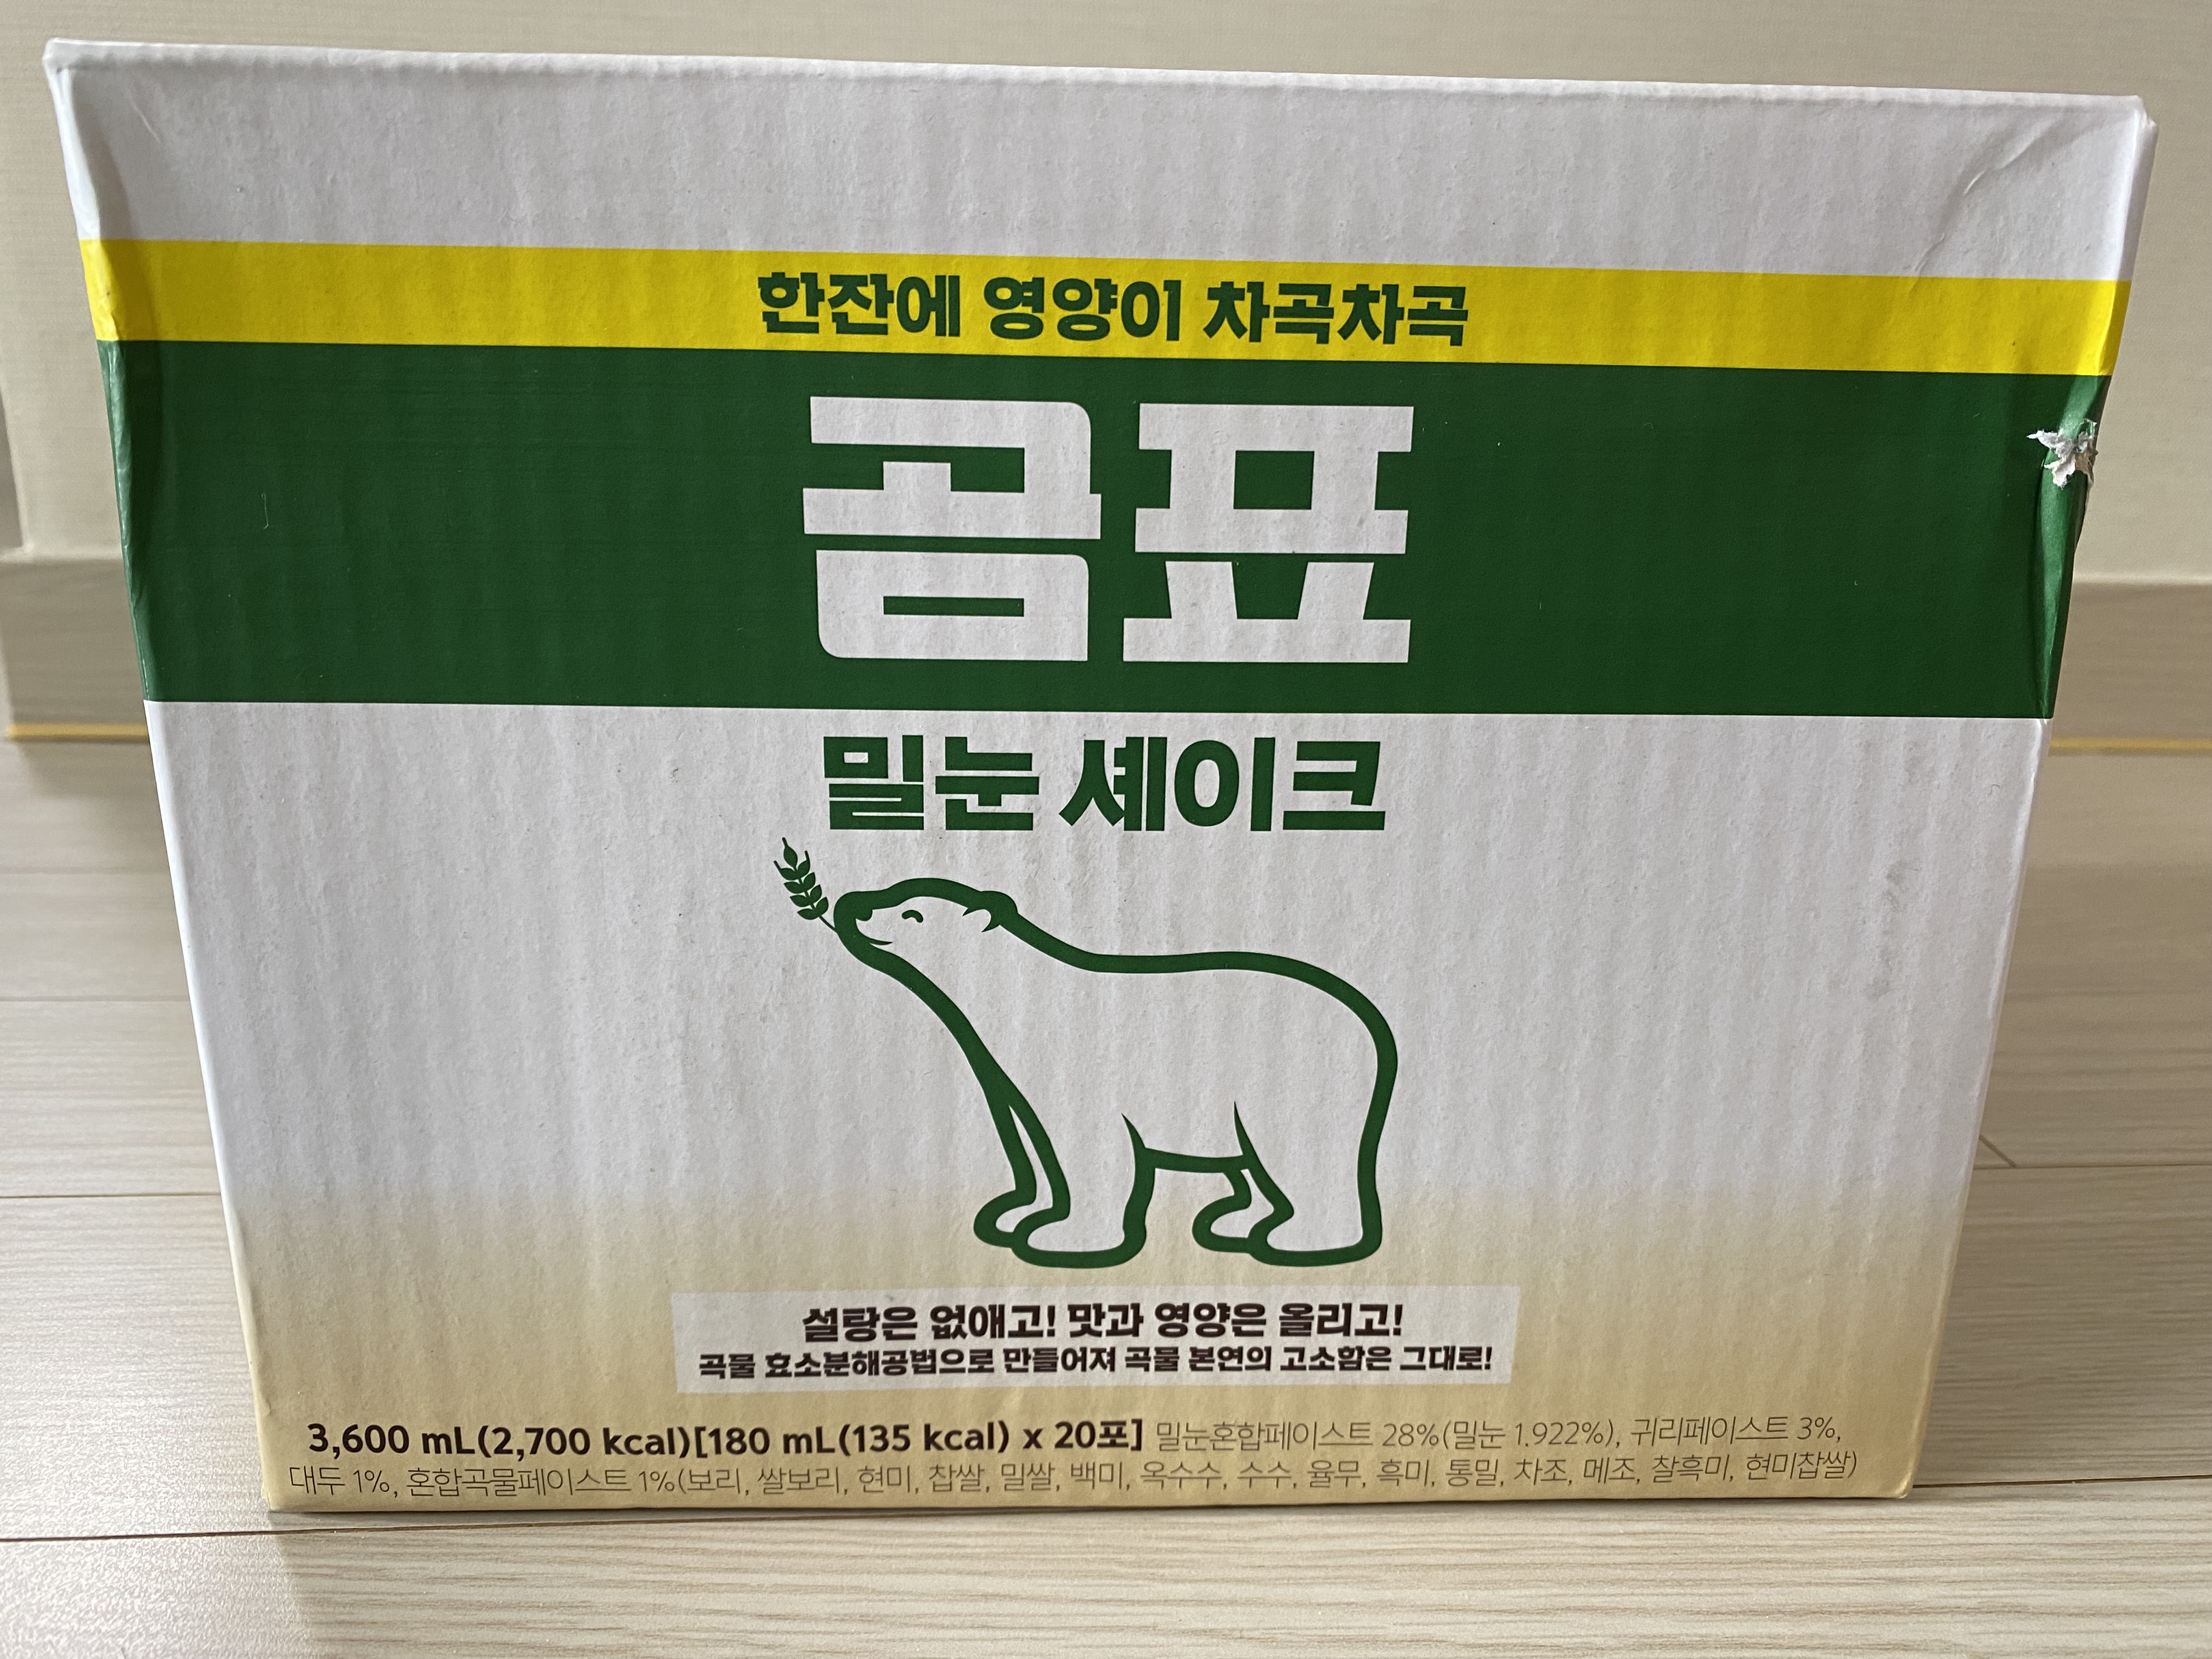 한잔에 영양이 차곡차곡
곰표
밀눈 셰이크
설탕은 없애고! 맛과 영양은 올리고!
곡물 효소분해공법으로 만들어져 곡물 본연의 고소함은 그대로!
3,600 mL(2,700 kcal)[180 mL(135 kcal) x 20포] 밀눈혼합페이스트 28%(밀눈 1.922%), 귀리페이스트 3%,
대두 1%, 혼합곡물페이스트 1%(보리, 쌀보리, 현미, 찹쌀, 밀쌀, 백미, 옥수수, 수수, 율무, 흑미, 통밀, 차조, 메조, 찰흑미, 현미찹쌀)